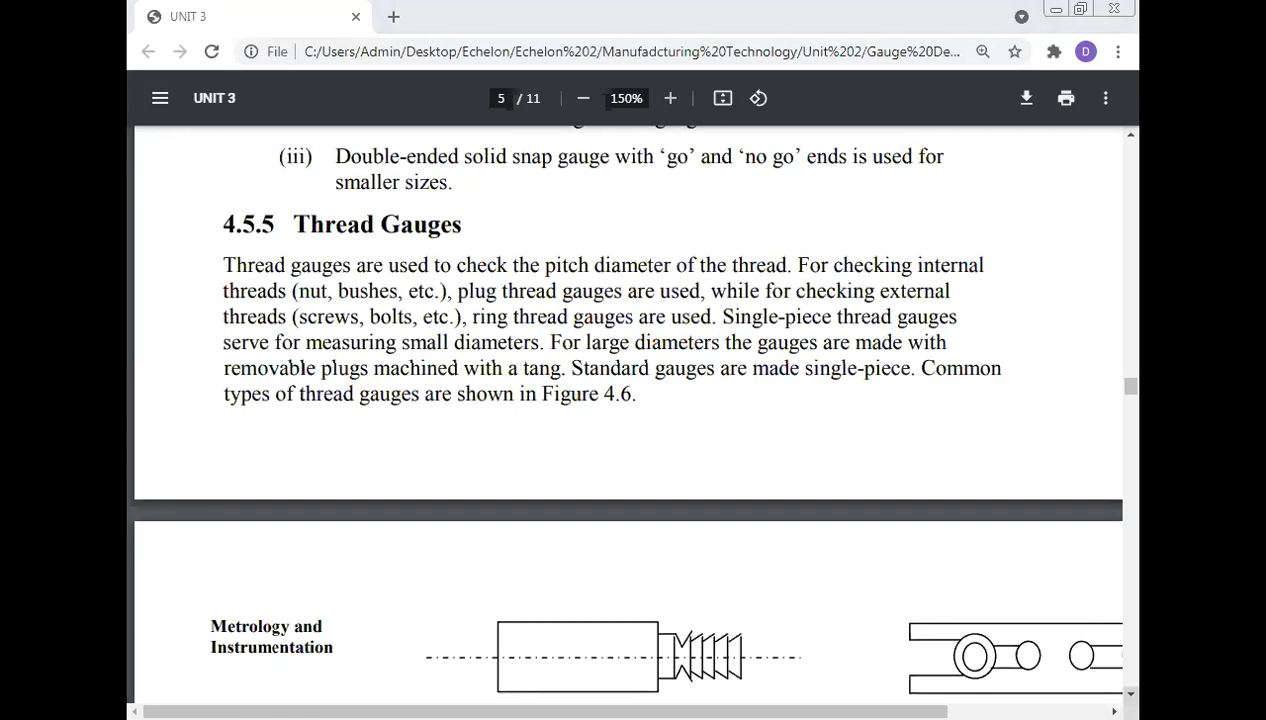 UNIT 3
File
C:/Users/Admin/Desktop/Echelon/Echelon%202/Manufadcturing%20Technology/Unit%202/Gauge%20De...
D
UNIT 3
5 / 11
150%
(iii) Double-ended solid snap gauge with ‘go’ and ‘no go’ ends is used for
smaller sizes.
4.5.5 Thread Gauges
Thread gauges are used to check the pitch diameter of the thread. For checking internal
threads (nut, bushes, etc.), plug thread gauges are used, while for checking external
threads (screws, bolts, etc.), ring thread gauges are used. Single-piece thread gauges
serve for measuring small diameters. For large diameters the gauges are made with
removable plugs machined with a tang. Standard gauges are made single-piece. Common
types of thread gauges are shown in Figure 4.6.
Metrology and
Instrumentation